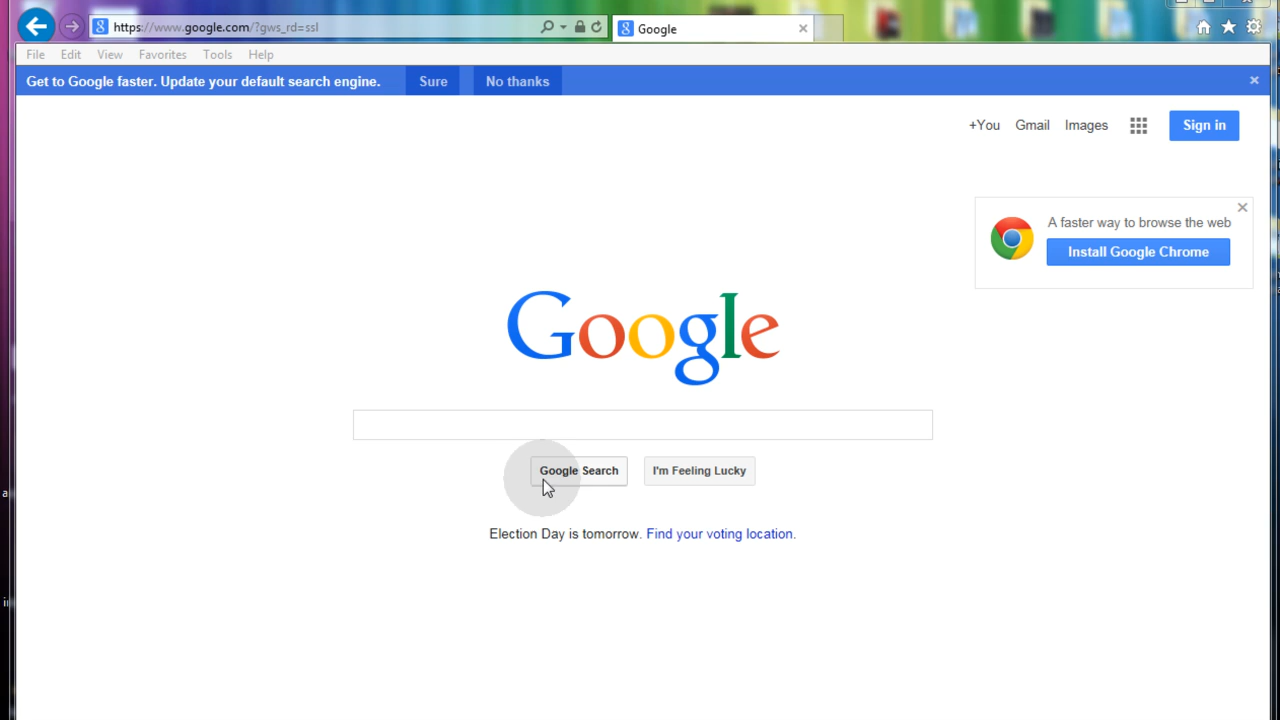 https://www.google.com/?gws_rd=ssl
Google
File Edit View Favorites Tools Help
Get to Google faster. Update your default search engine. Sure No thanks
+You Gmail Images Sign in
A faster way to browse the web
Install Google Chrome
Google
Google Search I'm Feeling Lucky
Election Day is tomorrow. Find your voting location.